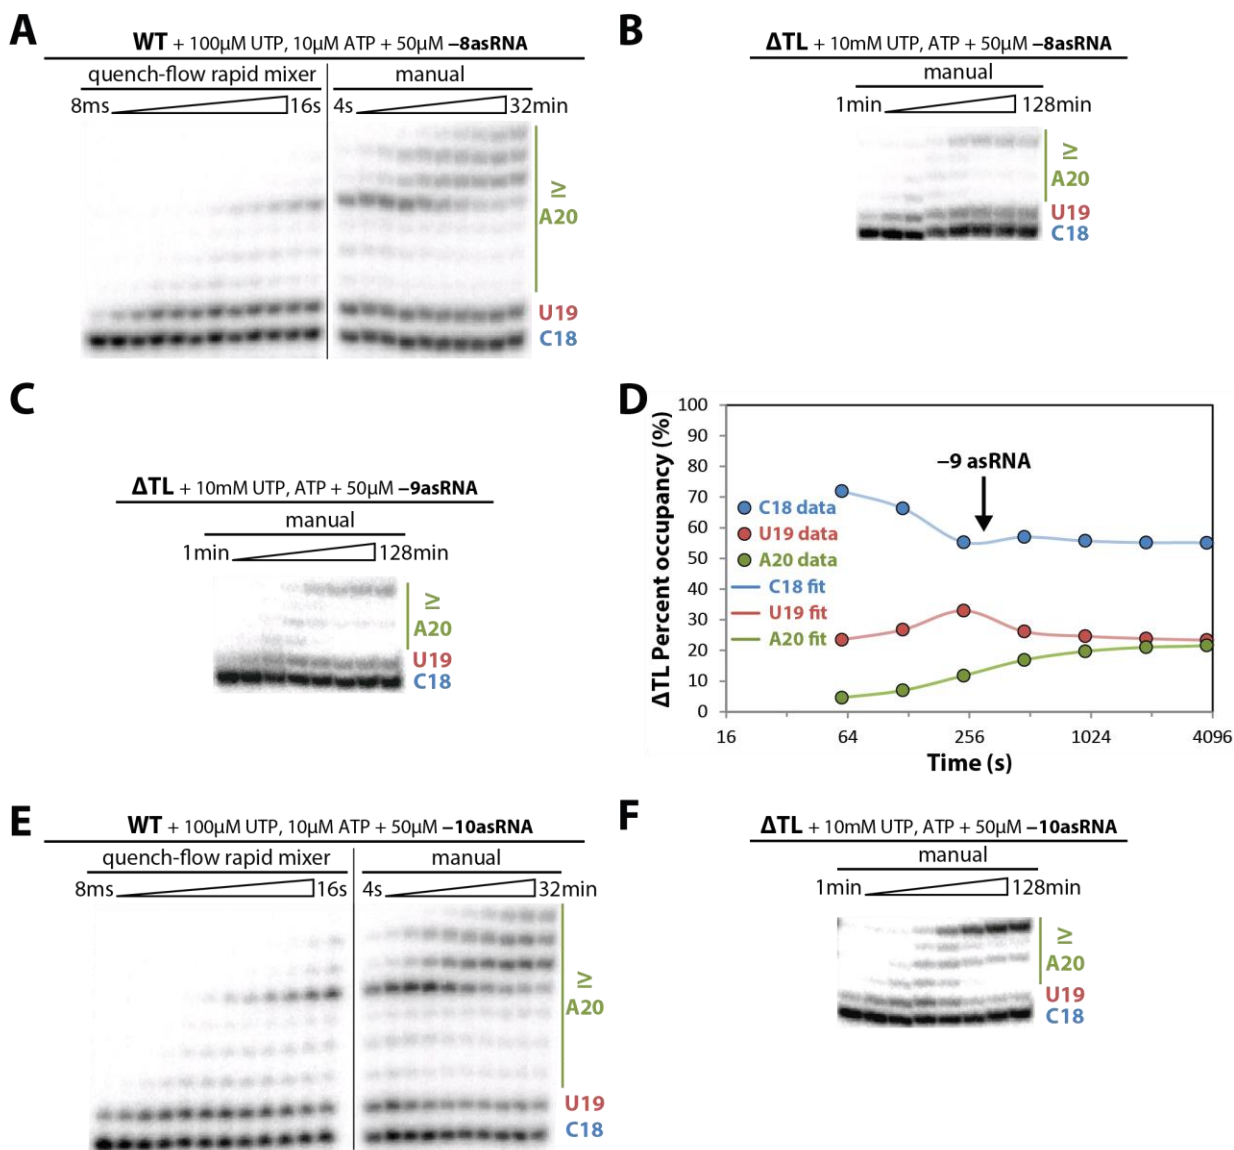 A
WT + 100µM UTP, 10µM ATP + 50µM –8asRNA
quench-flow rapid mixer
manual
8ms
16s
4s
32min
≥
A20
U19
C18
B
ΔTL + 10mM UTP, ATP + 50µM –8asRNA
manual
1min
128min
≥
A20
U19
C18
C
ΔTL + 10mM UTP, ATP + 50µM –9asRNA
manual
1min
128min
≥
A20
U19
C18
D
ΔTL Percent occupancy (%)
100
90
80
70
60
50
40
30
20
10
0
–9 asRNA
C18 data
U19 data
A20 data
C18 fit
U19 fit
A20 fit
16
64
256
1024
4096
Time (s)
E
WT + 100µM UTP, 10µM ATP + 50µM –10asRNA
quench-flow rapid mixer
manual
8ms
16s
4s
32min
≥
A20
U19
C18
F
ΔTL + 10mM UTP, ATP + 50µM –10asRNA
manual
1min
128min
≥
A20
U19
C18